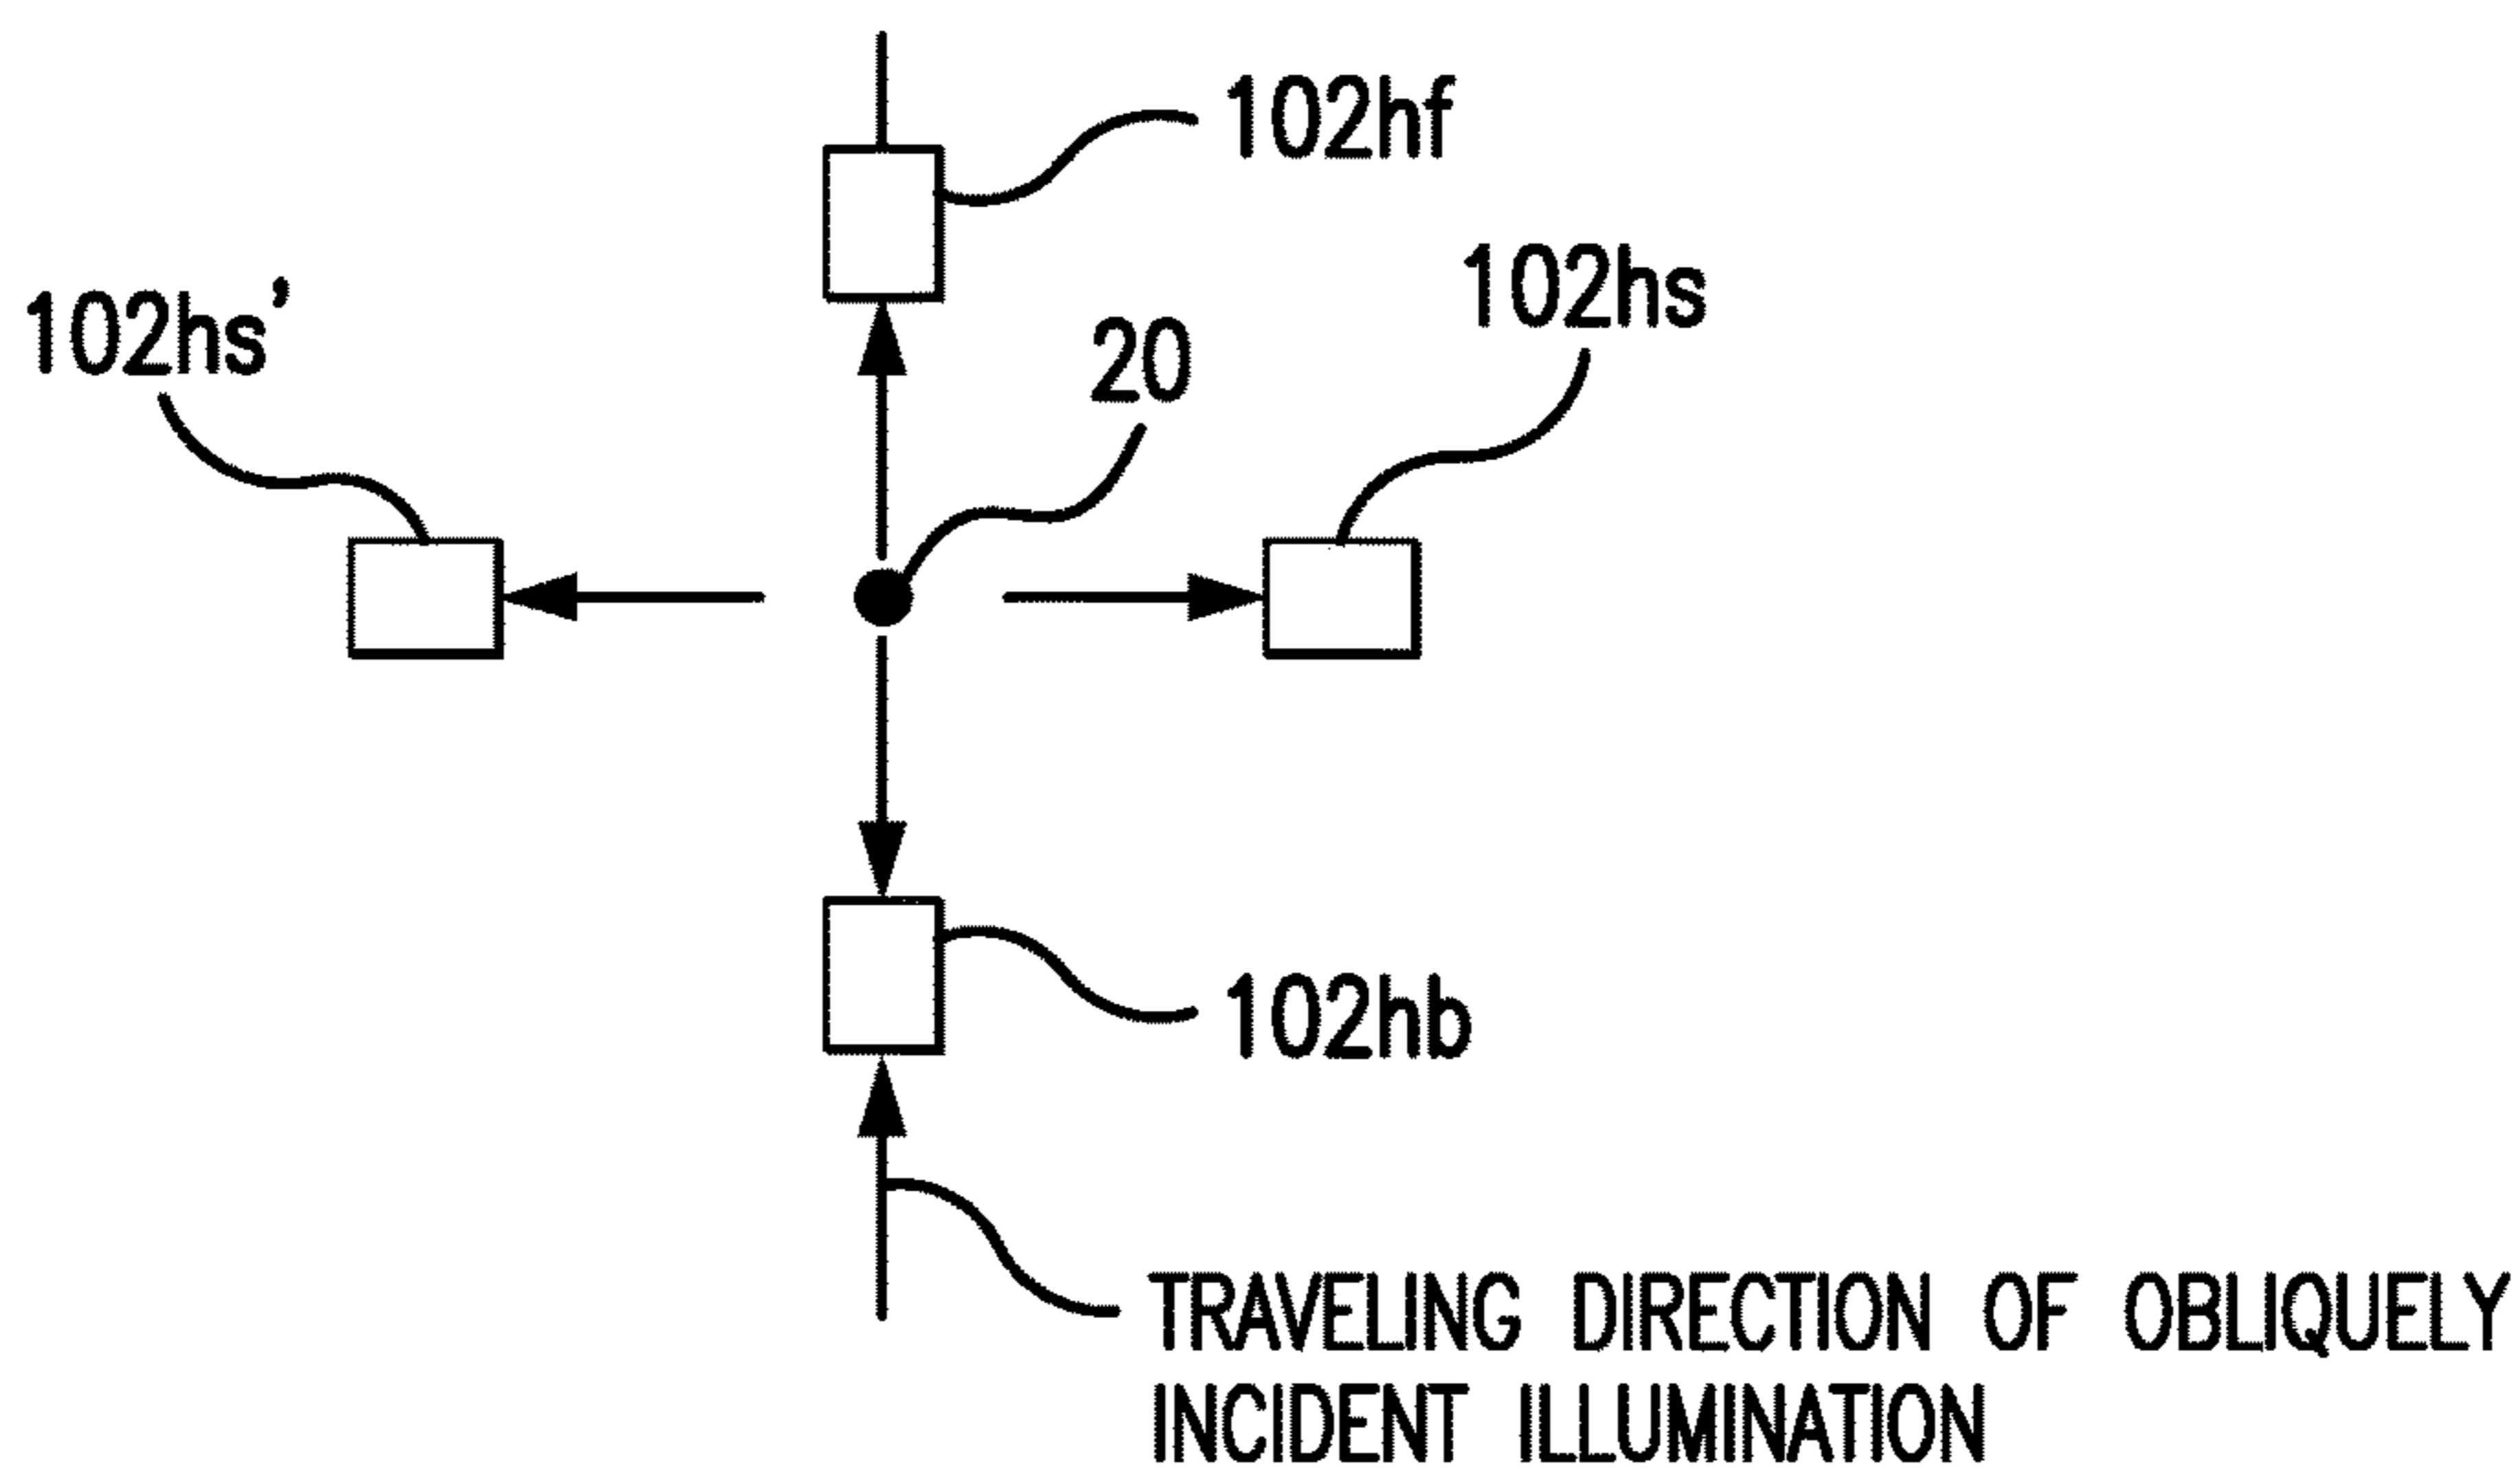 102hf
102hs
102hs’
20
102hb
TRAVELING DIRECTION OF OBLIQUELY
INCIDENT ILLUMINATION